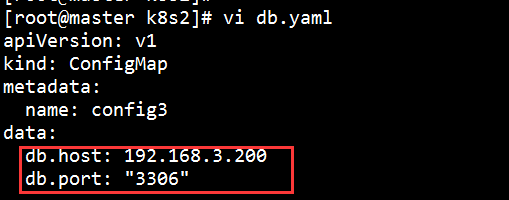 [root@master k8s2]# vi db.yaml
apiVersion: v1
kind: ConfigMap
metadata:
  name: config3
data:
  db.host: 192.168.3.200
  db.port: "3306"